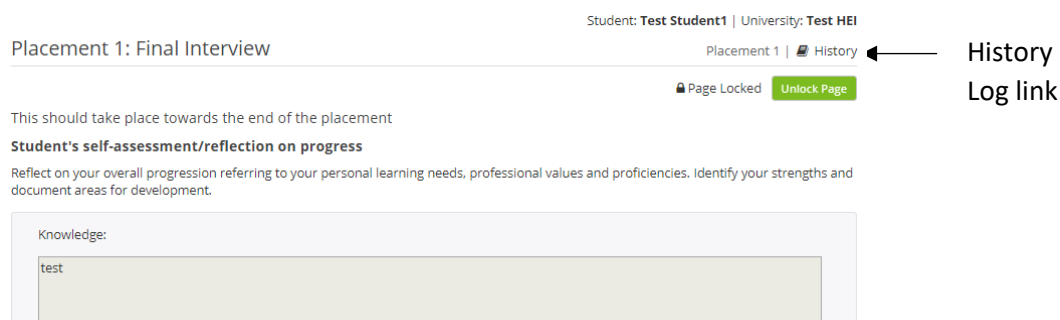 Student: Test Student1 | University: Test HEI
Placement 1: Final Interview
Placement 1 | History
History
Log link
Page Locked Unlock Page
This should take place towards the end of the placement
Student's self-assessment/reflection on progress
Reflect on your overall progression referring to your personal learning needs, professional values and proficiencies. Identify your strengths and
document areas for development.
Knowledge:
test